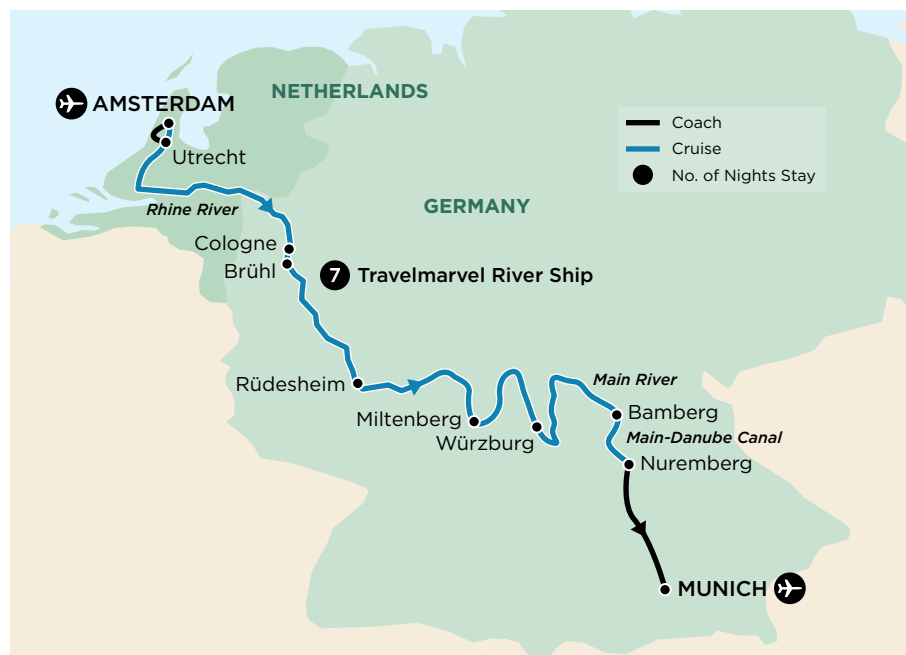 NETHERLANDS
AMSTERDAM
Coach
Cruise
No. of Nights Stay
Utrecht
Rhine River
GERMANY
Cologne
Brühl
7 Travelmarvel River Ship
Rüdesheim
Main River
Miltenberg
Bamberg
Würzburg
Main-Danube Canal
Nuremberg
MUNICH